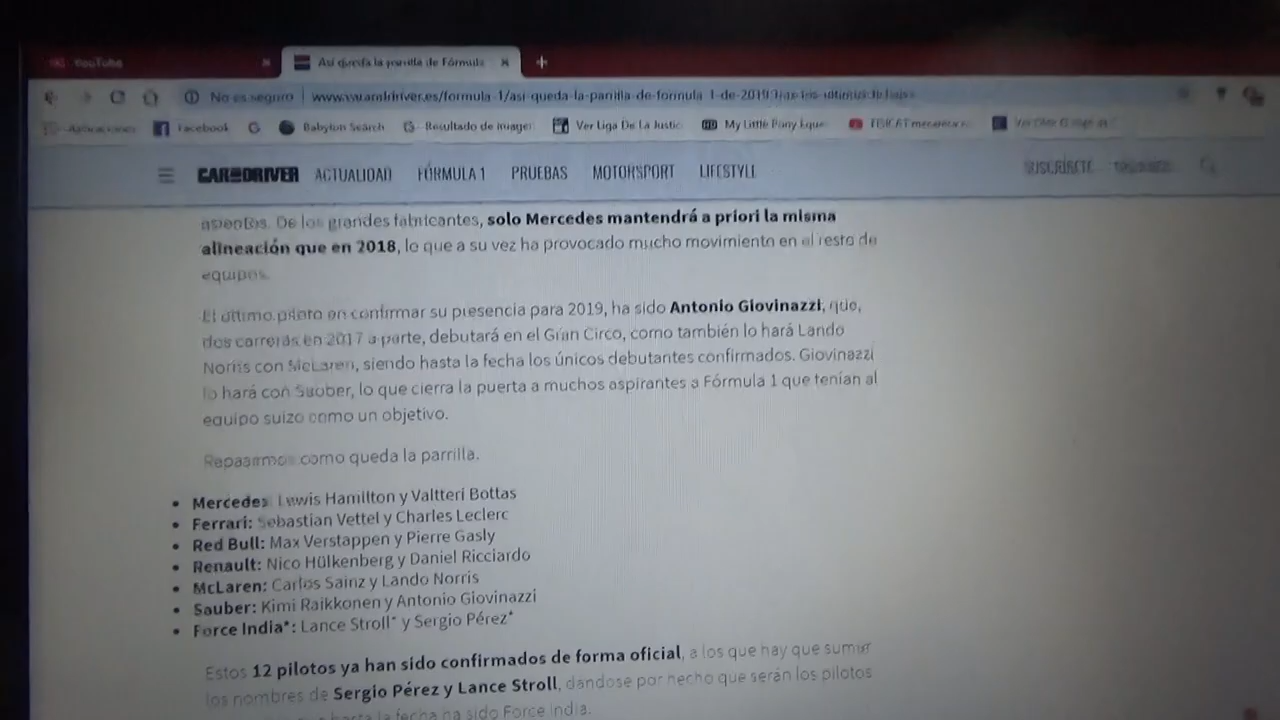 YouTube
Así queda la parrilla de Fórmula
No es seguro
Facebook G Babylon Search Resultado de imager Ver Liga De La Justic My Little Pony Eque
CAR DRIVER ACTUALIDAD FÓRMULA 1 PRUEBAS MOTORSPORT LIFESTYLE SUSCRÍBETE
asientos. De los grandes fabricantes, solo Mercedes mantendrá a priori la misma
alineación que en 2018, lo que a su vez ha provocado mucho movimiento en el resto de
equipos.
El último piloto en confirmar su presencia para 2019, ha sido Antonio Giovinazzi, que,
dos carreras en 2017 a parte, debutará en el Gran Circo, como también lo hará Lando
Norris con McLaren, siendo hasta la fecha los únicos debutantes confirmados. Giovinazzi
lo hará con Sauber, lo que cierra la puerta a muchos aspirantes a Fórmula 1 que tenían al
equipo suizo como un objetivo.
Repasamos como queda la parrilla.
Mercedes: Lewis Hamilton y Valtteri Bottas
Ferrari: Sebastian Vettel y Charles Leclerc
Red Bull: Max Verstappen y Pierre Gasly
Renault: Nico Hülkenberg y Daniel Ricciardo
McLaren: Carlos Sainz y Lando Norris
Sauber: Kimi Raikkonen y Antonio Giovinazzi
Force India*: Lance Stroll* y Sergio Pérez*
Estos 12 pilotos ya han sido confirmados de forma oficial, a los que hay que sumar
los nombres de Sergio Pérez y Lance Stroll, dándose por hecho que serán los pilotos
hasta la fecha ha sido Force India.